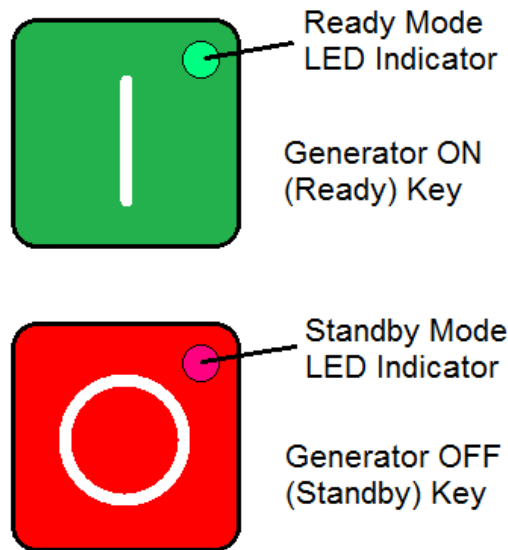 Ready Mode
LED Indicator
Generator ON
(Ready) Key
Standby Mode
LED Indicator
Generator OFF
(Standby) Key